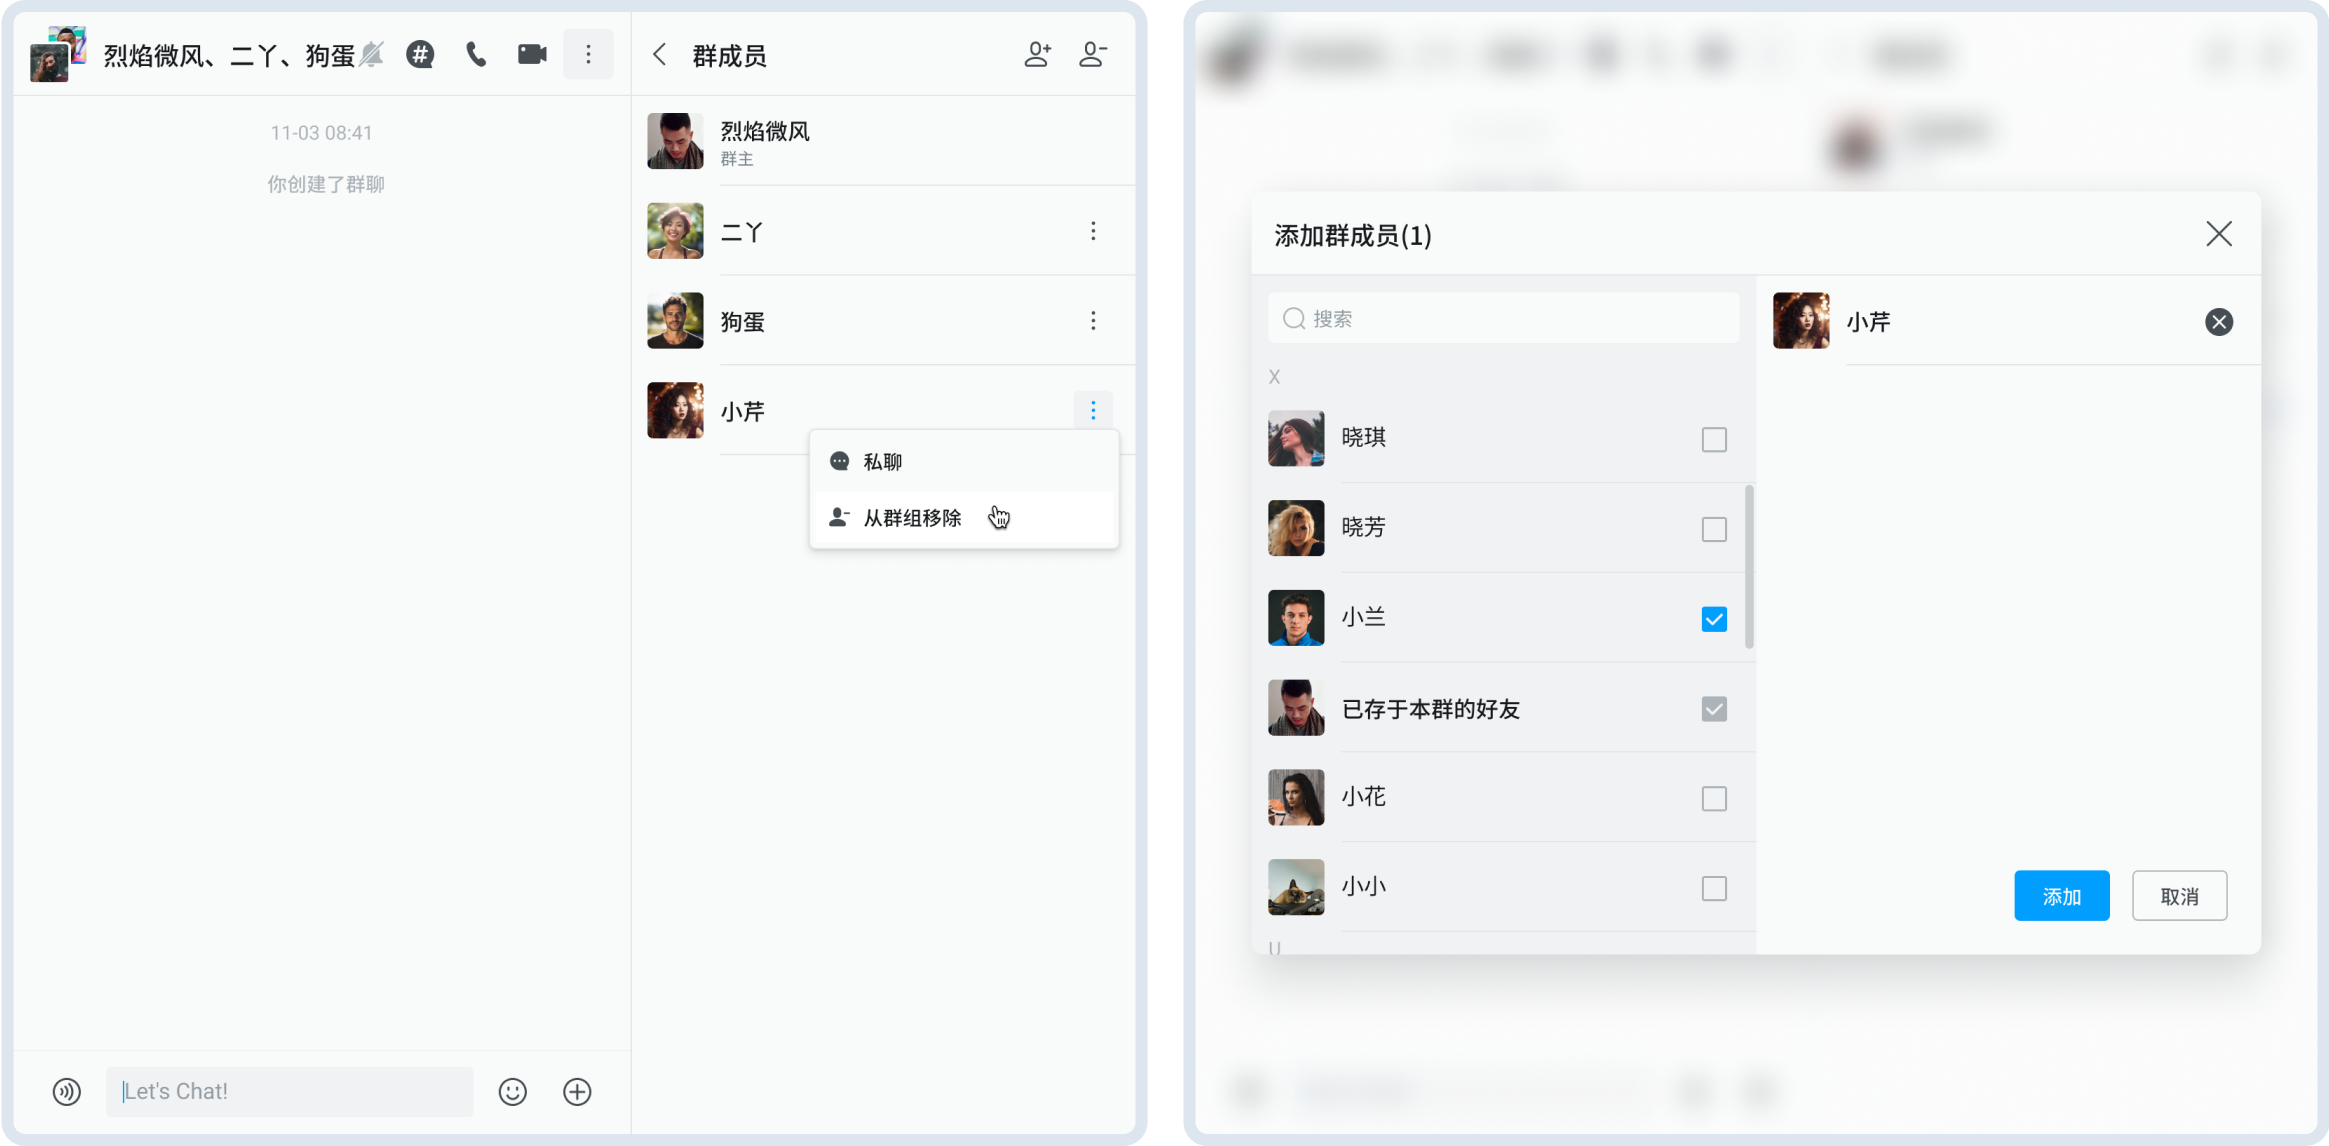 烈焰微风、二丫、狗蛋
11-03 08:41
你创建了群聊
Let's Chat!
群成员
烈焰微风
群主
二丫
狗蛋
小芹
私聊
从群组移除
添加群成员(1)
搜索
X
晓琪
晓芳
小兰
已存于本群的好友
小花
小小
U
小芹
添加
取消